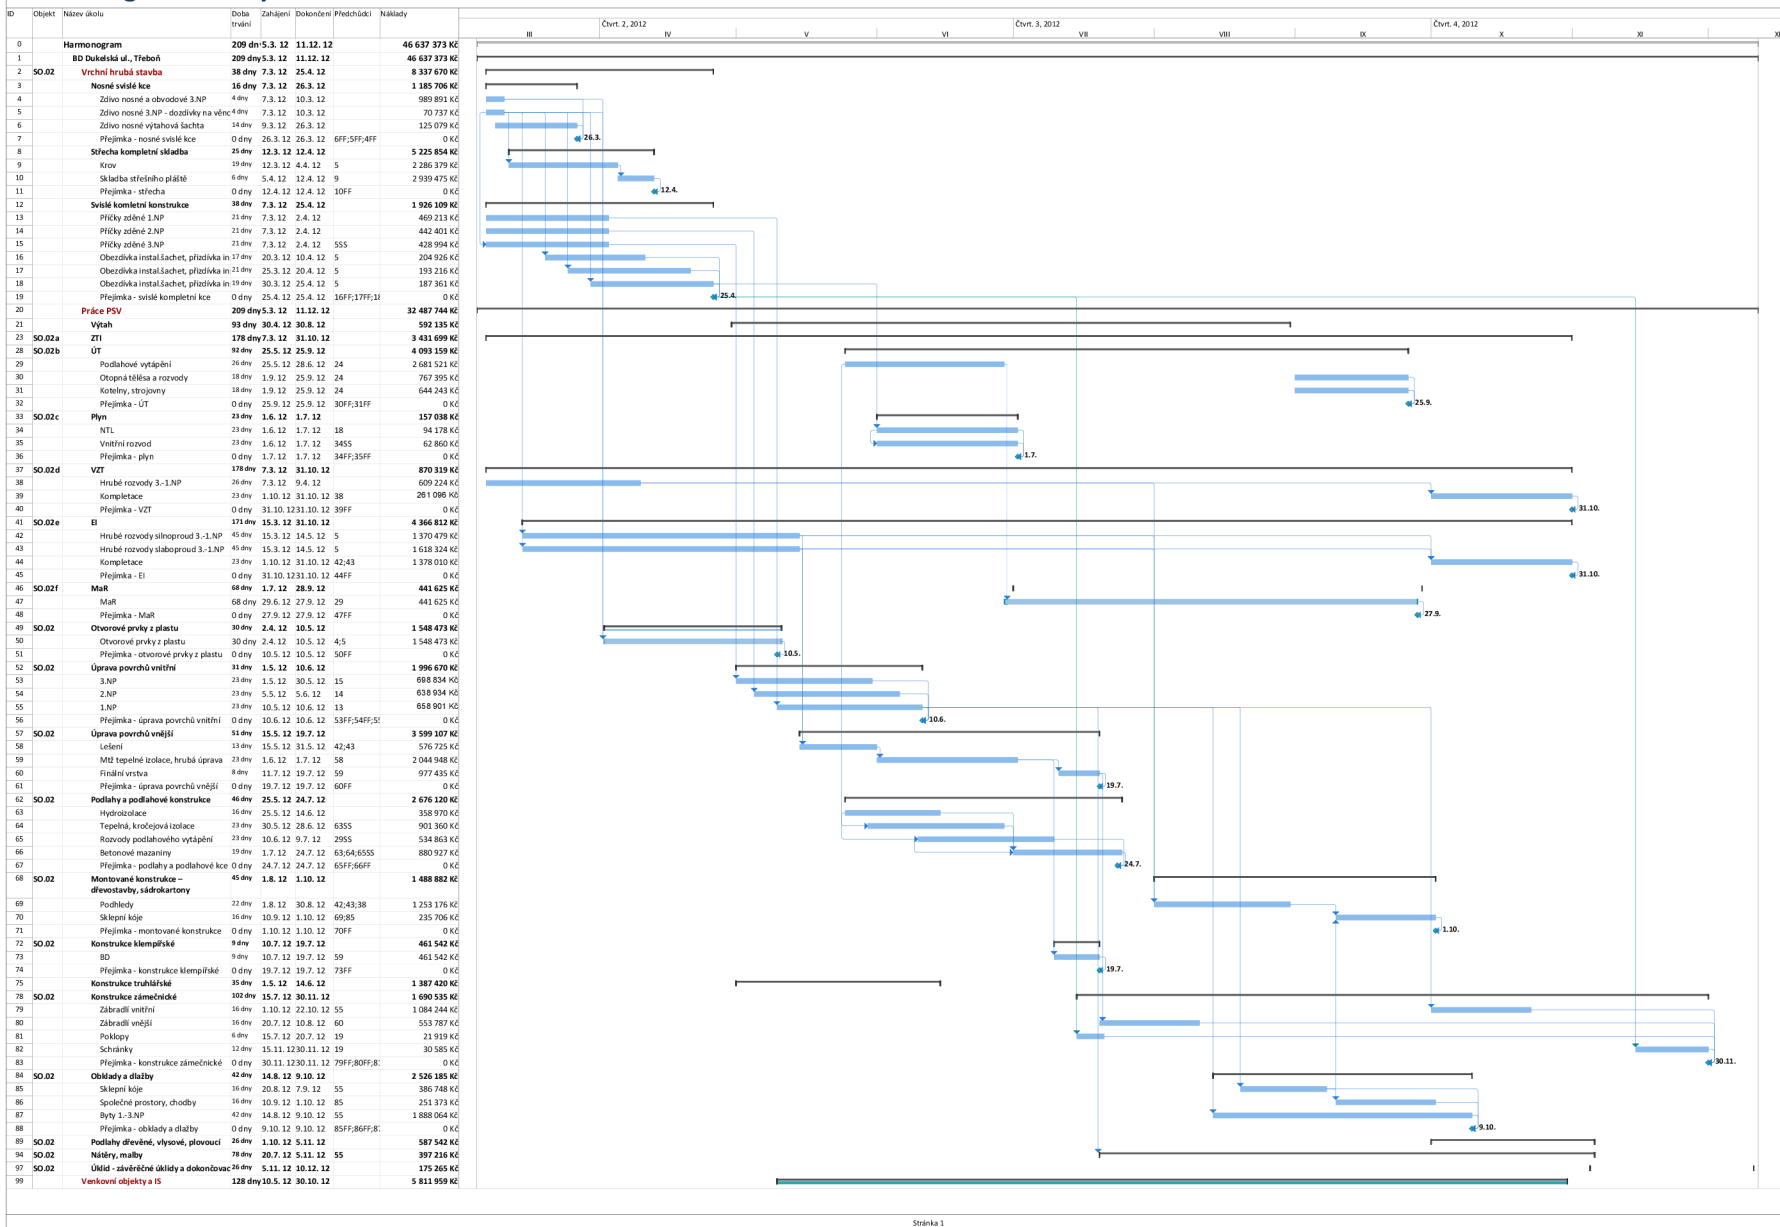 ID Objekt Název úkolu Doba trvání Zahájení Dokončení Předchůdci Náklady
Čtvrt. 2, 2012 Čtvrt. 3, 2012 Čtvrt. 4, 2012
III IV V VI VII VIII IX X XI
0 Harmonogram 209 dn 5.3. 12 11.12. 12 46 637 373 Kč
1 BD Dukelská ul., Třeboň 209 dny 5.3. 12 11.12. 12 46 637 373 Kč
2 SO.02 Vrchní hrubá stavba 38 dny 7.3. 12 25.4. 12 8 337 670 Kč
3 Nosné svislé kce 16 dny 7.3. 12 26.3. 12 1 185 706 Kč
4 Zdivo nosné a obvodové 3.NP 4 dny 7.3. 12 10.3. 12 989 891 Kč
5 Zdivo nosné 3.NP - dozdívky na věnc 4 dny 7.3. 12 10.3. 12 70 737 Kč
6 Zdivo nosné výtahová šachta 14 dny 9.3. 12 26.3. 12 125 079 Kč
7 Přejímka - nosné svislé kce 0 dny 26.3. 12 26.3. 12 6FF;5FF;4FF 0 Kč 26.3.
8 Střecha kompletní skladba 25 dny 12.3. 12 12.4. 12 5 225 854 Kč
9 Krov 19 dny 12.3. 12 4.4. 12 5 2 286 379 Kč
10 Skladba střešního pláště 6 dny 5.4. 12 12.4. 12 9 2 939 475 Kč
11 Přejímka - střecha 0 dny 12.4. 12 12.4. 12 10FF 0 Kč 12.4.
12 Svislé komletní konstrukce 38 dny 7.3. 12 25.4. 12 1 926 109 Kč
13 Příčky zděné 1.NP 21 dny 7.3. 12 2.4. 12 469 213 Kč
14 Příčky zděné 2.NP 21 dny 7.3. 12 2.4. 12 442 401 Kč
15 Příčky zděné 3.NP 21 dny 7.3. 12 2.4. 12 5SS 428 994 Kč
16 Obezdívka instal.šachet, přizdívka in 17 dny 20.3. 12 10.4. 12 5 204 926 Kč
17 Obezdívka instal.šachet, přizdívka in 21 dny 25.3. 12 20.4. 12 5 193 216 Kč
18 Obezdívka instal.šachet, přizdívka in 19 dny 30.3. 12 25.4. 12 5 187 361 Kč
19 Přejímka - svislé kompletní kce 0 dny 25.4. 12 25.4. 12 16FF;17FF;18 0 Kč 25.4.
20 Práce PSV 209 dny 5.3. 12 11.12. 12 32 487 744 Kč
21 Výtah 93 dny 30.4. 12 30.8. 12 592 135 Kč
23 SO.02a ZTI 178 dny 7.3. 12 31.10. 12 3 431 699 Kč
28 SO.02b ÚT 92 dny 25.5. 12 25.9. 12 4 093 159 Kč
29 Podlahové vytápění 26 dny 25.5. 12 28.6. 12 24 2 681 521 Kč
30 Otopná tělěsa a rozvody 18 dny 1.9. 12 25.9. 12 24 767 395 Kč
31 Kotelny, strojovny 18 dny 1.9. 12 25.9. 12 24 644 243 Kč
32 Přejímka - ÚT 0 dny 25.9. 12 25.9. 12 30FF;31FF 0 Kč 25.9.
33 SO.02c Plyn 23 dny 1.6. 12 1.7. 12 157 038 Kč
34 NTL 23 dny 1.6. 12 1.7. 12 18 94 178 Kč
35 Vnitřní rozvod 23 dny 1.6. 12 1.7. 12 34SS 62 860 Kč
36 Přejímka - plyn 0 dny 1.7. 12 1.7. 12 34FF;35FF 0 Kč 1.7.
37 SO.02d VZT 178 dny 7.3. 12 31.10. 12 870 319 Kč
38 Hrubé rozvody 3.-1.NP 26 dny 7.3. 12 9.4. 12 609 224 Kč
39 Kompletace 23 dny 1.10. 12 31.10. 12 38 261 096 Kč
40 Přejímka - VZT 0 dny 31.10. 12 31.10. 12 39FF 0 Kč 31.10.
41 SO.02e El 171 dny 15.3. 12 31.10. 12 4 366 812 Kč
42 Hrubé rozvody silnoproud 3.-1.NP 45 dny 15.3. 12 14.5. 12 5 1 370 479 Kč
43 Hrubé rozvody slaboproud 3.-1.NP 45 dny 15.3. 12 14.5. 12 5 1 618 324 Kč
44 Kompletace 23 dny 1.10. 12 31.10. 12 42;43 1 378 010 Kč
45 Přejímka - El 0 dny 31.10. 12 31.10. 12 44FF 0 Kč 31.10.
46 SO.02f MaR 68 dny 1.7. 12 28.9. 12 441 625 Kč
47 MaR 68 dny 29.6. 12 27.9. 12 29 441 625 Kč
48 Přejímka - MaR 0 dny 27.9. 12 27.9. 12 47FF 0 Kč 27.9.
49 SO.02 Otvorové prvky z plastu 30 dny 2.4. 12 10.5. 12 1 548 473 Kč
50 Otvorové prvky z plastu 30 dny 2.4. 12 10.5. 12 4;5 1 548 473 Kč
51 Přejímka - otvorové prvky z plastu 0 dny 10.5. 12 10.5. 12 50FF 0 Kč 10.5.
52 SO.02 Úprava povrchů vnitřní 31 dny 1.5. 12 10.6. 12 1 996 670 Kč
53 3.NP 23 dny 1.5. 12 30.5. 12 15 698 834 Kč
54 2.NP 23 dny 5.5. 12 5.6. 12 14 638 934 Kč
55 1.NP 23 dny 10.5. 12 10.6. 12 13 658 901 Kč
56 Přejímka - úprava povrchů vnitřní 0 dny 10.6. 12 10.6. 12 53FF;54FF;55 0 Kč 10.6.
57 SO.02 Úprava povrchů vnější 51 dny 15.5. 12 19.7. 12 3 599 107 Kč
58 Lešení 13 dny 15.5. 12 31.5. 12 42;43 576 725 Kč
59 Mtž tepelné izolace, hrubá úprava 23 dny 1.6. 12 1.7. 12 58 2 044 948 Kč
60 Finální vrstva 8 dny 11.7. 12 19.7. 12 59 977 435 Kč
61 Přejímka - úprava povrchů vnější 0 dny 19.7. 12 19.7. 12 60FF 0 Kč 19.7.
62 SO.02 Podlahy a podlahové konstrukce 46 dny 25.5. 12 24.7. 12 2 676 120 Kč
63 Hydroizolace 16 dny 25.5. 12 14.6. 12 358 970 Kč
64 Tepelná, kročejová izolace 23 dny 30.5. 12 28.6. 12 63SS 901 360 Kč
65 Rozvody podlahového vytápění 23 dny 10.6. 12 9.7. 12 29SS 534 863 Kč
66 Betonové mazaniny 19 dny 1.7. 12 24.7. 12 63;64;65SS 880 927 Kč
67 Přejímka - podlahy a podlahové kce 0 dny 24.7. 12 24.7. 12 65FF;66FF 0 Kč 24.7.
68 SO.02 Montované konstrukce – dřevostavby, sádrokartony 45 dny 1.8. 12 1.10. 12 1 488 882 Kč
69 Podhledy 22 dny 1.8. 12 30.8. 12 42;43;38 1 253 176 Kč
70 Sklepní kóje 16 dny 10.9. 12 1.10. 12 69;85 235 706 Kč
71 Přejímka - montované konstrukce 0 dny 1.10. 12 1.10. 12 70FF 0 Kč 1.10.
72 SO.02 Konstrukce klempířské 9 dny 10.7. 12 19.7. 12 461 542 Kč
73 BD 9 dny 10.7. 12 19.7. 12 59 461 542 Kč
74 Přejímka - konstrukce klempířské 0 dny 19.7. 12 19.7. 12 73FF 0 Kč 19.7.
75 Konstrukce truhlářské 35 dny 1.5. 12 14.6. 12 1 387 420 Kč
78 SO.02 Konstrukce zámečnické 102 dny 15.7. 12 30.11. 12 1 690 535 Kč
79 Zábradlí vnitřní 16 dny 1.10. 12 22.10. 12 55 1 084 244 Kč
80 Zábradlí vnější 16 dny 20.7. 12 10.8. 12 60 553 787 Kč
81 Poklopy 6 dny 15.7. 12 20.7. 12 19 21 919 Kč
82 Schránky 12 dny 15.11. 12 30.11. 12 19 30 585 Kč
83 Přejímka - konstrukce zámečnické 0 dny 30.11. 12 30.11. 12 79FF;80FF;8 0 Kč 30.11.
84 SO.02 Obklady a dlažby 42 dny 14.8. 12 9.10. 12 2 526 185 Kč
85 Sklepní kóje 16 dny 20.8. 12 7.9. 12 55 386 748 Kč
86 Společné prostory, chodby 16 dny 10.9. 12 1.10. 12 85 251 373 Kč
87 Byty 1.-3.NP 42 dny 14.8. 12 9.10. 12 55 1 888 064 Kč
88 Přejímka - obklady a dlažby 0 dny 9.10. 12 9.10. 12 85FF;86FF;8 0 Kč 9.10.
89 SO.02 Podlahy dřevěné, vlysové, plovoucí 26 dny 1.10. 12 5.11. 12 587 542 Kč
94 SO.02 Nátěry, malby 78 dny 20.7. 12 5.11. 12 55 397 216 Kč
97 SO.02 Úklid - závěrěčné úklidy a dokončovac 26 dny 5.11. 12 10.12. 12 175 265 Kč
99 Venkovní objekty a IS 128 dny 10.5. 12 30.10. 12 5 811 959 Kč
Stránka 1